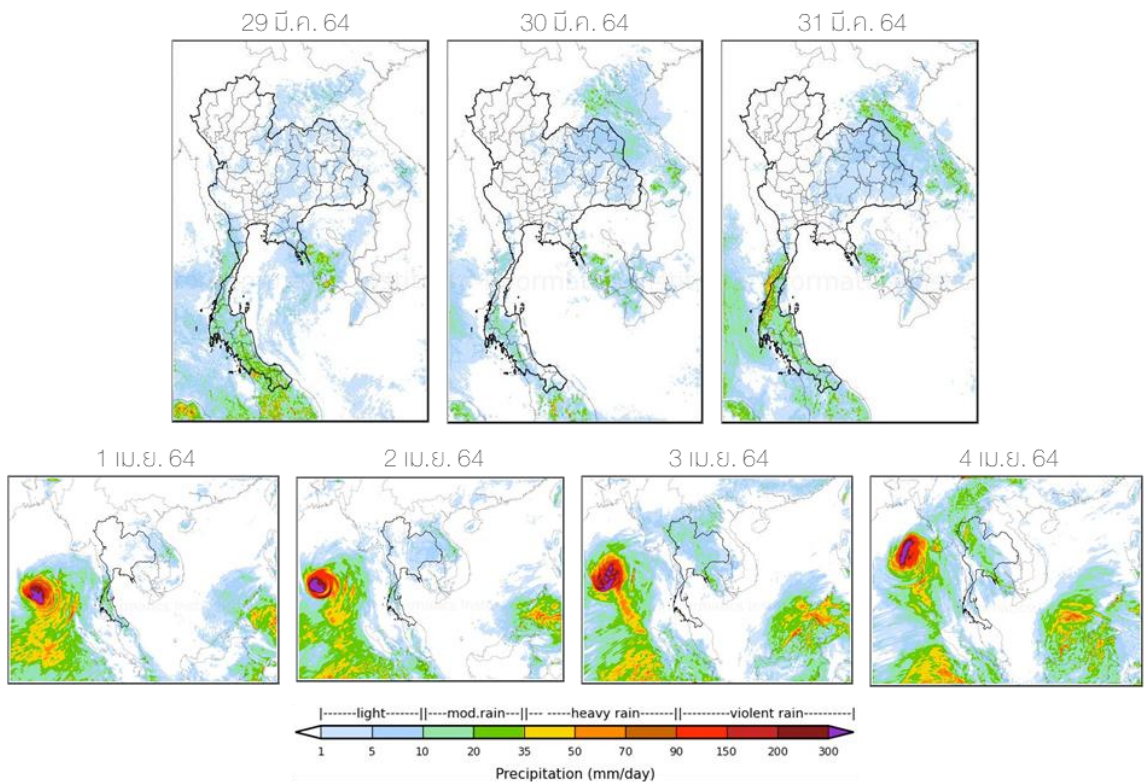 29 มี.ค. 64
30 มี.ค. 64
31 มี.ค. 64
1 เม.ย. 64
2 เม.ย. 64
3 เม.ย. 64
4 เม.ย. 64
|-------light-------||---mod.rain---||--- -------heavy rain-------||---------violent rain----------|
1 5 10 20 35 50 70 90 150 200 300
Precipitation (mm/day)